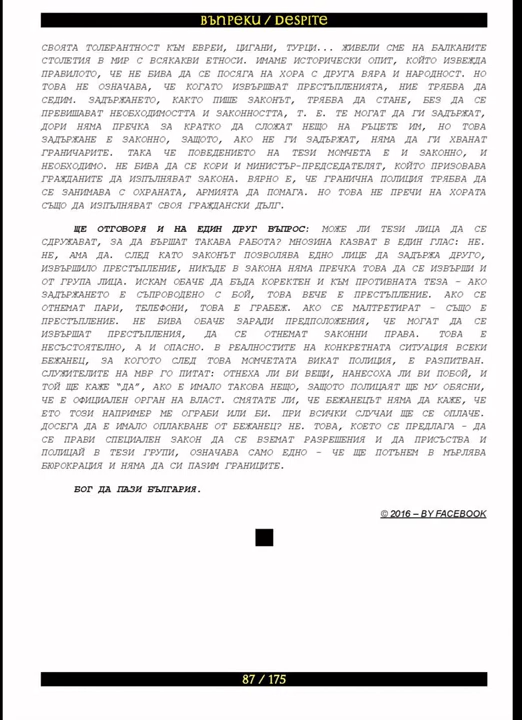 ВЪПРЕКИ / DESPITE
СВОЯТА ТОЛЕРАНТНОСТ КЪМ ЕВРЕИ, ЦИГАНИ, ТУРЦИ... ЖИВЕЛИ СМЕ НА БАЛКАНИТЕ
СТОЛЕТИЯ В МИР С ВСЯКАКВИ ЕТНОСИ. ИМАМЕ ИСТОРИЧЕСКИ ОПИТ, КОЙТО ИЗВЕЖДА
ПРАВИЛОТО, ЧЕ НЕ БИВА ДА СЕ ПОСЯГА НА ХОРА С ДРУГА ВЯРА И НАРОДНОСТ. НО
ТОВА НЕ ОЗНАЧАВА, ЧЕ КОГАТО ИЗВЪРШВАТ ПРЕСТЪПЛЕНИЯТА, НИЕ ТРЯБВА ДА
СЕДИМ. ЗАДЪРЖАНЕТО, КАКТО ПИШЕ ЗАКОНЪТ, ТРЯБВА ДА СТАНЕ, БЕЗ ДА СЕ
ПРЕВИШАВАТ НЕОБХОДИМОСТТА И ЗАКОННОСТТА, Т. Е. ТЕ МОГАТ ДА ГИ ЗАДЪРЖАТ,
ДОРИ НЯМА ПРЕЧКА ЗА КРАТКО ДА СЛОЖАТ НЕЩО НА РЪЦЕТЕ ИМ, НО ТОВА
ЗАДЪРЖАНЕ Е ЗАКОННО, ЗАЩОТО, АКО НЕ ГИ ЗАДЪРЖАТ, НЯМА ДА ГИ ХВАНАТ
ГРАНИЧАРИТЕ. ТАКА ЧЕ ПОВЕДЕНИЕТО НА ТЕЗИ МОМЧЕТА Е И ЗАКОННО, И
НЕОБХОДИМО. НЕ БИВА ДА СЕ КОРИ И МИНИСТЪР-ПРЕДСЕДАТЕЛЯТ, КОЙТО ПРИЗОВАВА
ГРАЖДАНИТЕ ДА ИЗПЪЛНЯВАТ ЗАКОНА. ВЯРНО Е, ЧЕ ГРАНИЧНА ПОЛИЦИЯ ТРЯБВА ДА
СЕ ЗАНИМАВА С ОХРАНАТА, АРМИЯТА ДА ПОМАГА. НО ТОВА НЕ ПРЕЧИ НА ХОРАТА
СЪЩО ДА ИЗПЪЛНЯВАТ СВОЯ ГРАЖДАНСКИ ДЪЛГ.
ЩЕ ОТГОВОРЯ И НА ЕДИН ДРУГ ВЪПРОС: МОЖЕ ЛИ ТЕЗИ ЛИЦА ДА СЕ
СДРУЖАВАТ, ЗА ДА ВЪРШАТ ТАКАВА РАБОТА? МНОЗИНА КАЗВАТ В ЕДИН ГЛАС: НЕ.
НЕ, АМА ДА. СЛЕД КАТО ЗАКОНЪТ ПОЗВОЛЯВА ЕДНО ЛИЦЕ ДА ЗАДЪРЖА ДРУГО,
ИЗВЪРШИЛО ПРЕСТЪПЛЕНИЕ, НИКЪДЕ В ЗАКОНА НЯМА ПРЕЧКА ТОВА ДА СЕ ИЗВЪРШИ И
ОТ ГРУПА ЛИЦА. ИСКАМ ОБАЧЕ ДА БЪДА КОРЕКТЕН И КЪМ ПРОТИВНАТА ТЕЗА – АКО
ЗАДЪРЖАНЕТО Е СЪПРОВОДЕНО С БОЙ, ТОВА ВЕЧЕ Е ПРЕСТЪПЛЕНИЕ. АКО СЕ
ОТНЕМАТ ПАРИ, ТЕЛЕФОНИ, ТОВА Е ГРАБЕЖ. АКО СЕ МАЛТРЕТИРАТ – СЪЩО Е
ПРЕСТЪПЛЕНИЕ. НЕ БИВА ОБАЧЕ ЗАРАДИ ПРЕДПОЛОЖЕНИЯ, ЧЕ МОГАТ ДА СЕ
ИЗВЪРШАТ ПРЕСТЪПЛЕНИЯ, ДА СЕ ОТНЕМАТ ЗАКОННИ ПРАВА. ТОВА Е
НЕСЪСТОЯТЕЛНО, А И ОПАСНО. В РЕАЛНОСТИТЕ НА КОНКРЕТНАТА СИТУАЦИЯ ВСЕКИ
БЕЖАНЕЦ, ЗА КОГОТО СЛЕД ТОВА МОМЧЕТАТА ВИКАТ ПОЛИЦИЯ, Е РАЗПИТВАН.
СЛУЖИТЕЛИТЕ НА МВР ГО ПИТАТ: ОТНЕХА ЛИ ВИ ВЕЩИ, НАНЕСОХА ЛИ ВИ ПОБОЙ, И
ТОЙ ЩЕ КАЖЕ “ДА”, АКО Е ИМАЛО ТАКОВА НЕЩО, ЗАЩОТО ПОЛИЦАЯТ ЩЕ МУ ОБЯСНИ,
ЧЕ Е ОФИЦИАЛЕН ОРГАН НА ВЛАСТ. СМЯТАТЕ ЛИ, ЧЕ БЕЖАНЕЦЪТ НЯМА ДА КАЖЕ, ЧЕ
ЕТО ТОЗИ НАПРИМЕР МЕ ОГРАБИ ИЛИ БИ. ПРИ ВСИЧКИ СЛУЧАИ ЩЕ СЕ ОПЛАЧЕ.
ДОСЕГА ДА Е ИМАЛО ОПЛАКВАНЕ ОТ БЕЖАНЕЦ? НЕ. ТОВА, КОЕТО СЕ ПРЕДЛАГА – ДА
СЕ ПРАВИ СПЕЦИАЛЕН ЗАКОН ДА СЕ ВЗЕМАТ РАЗРЕШЕНИЯ И ДА ПРИСЪСТВА И
ПОЛИЦАЙ В ТЕЗИ ГРУПИ, ОЗНАЧАВА САМО ЕДНО – ЧЕ ЩЕ ПОТЪНЕМ В МЪРЛЯВА
БЮРОКРАЦИЯ И НЯМА ДА СИ ПАЗИМ ГРАНИЦИТЕ.
БОГ ДА ПАЗИ БЪЛГАРИЯ.
© 2016 – BY FACEBOOK
87 / 175